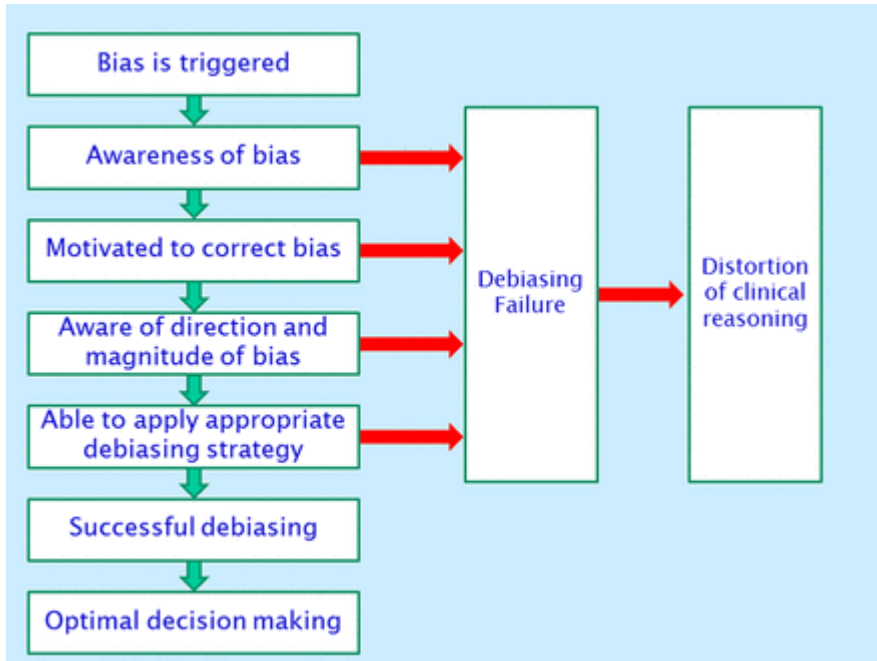 Bias is triggered
Awareness of bias
Motivated to correct bias
Aware of direction and
magnitude of bias
Able to apply appropriate
debiasing strategy
Successful debiasing
Optimal decision making
Debiasing
Failure
Distortion
of clinical
reasoning